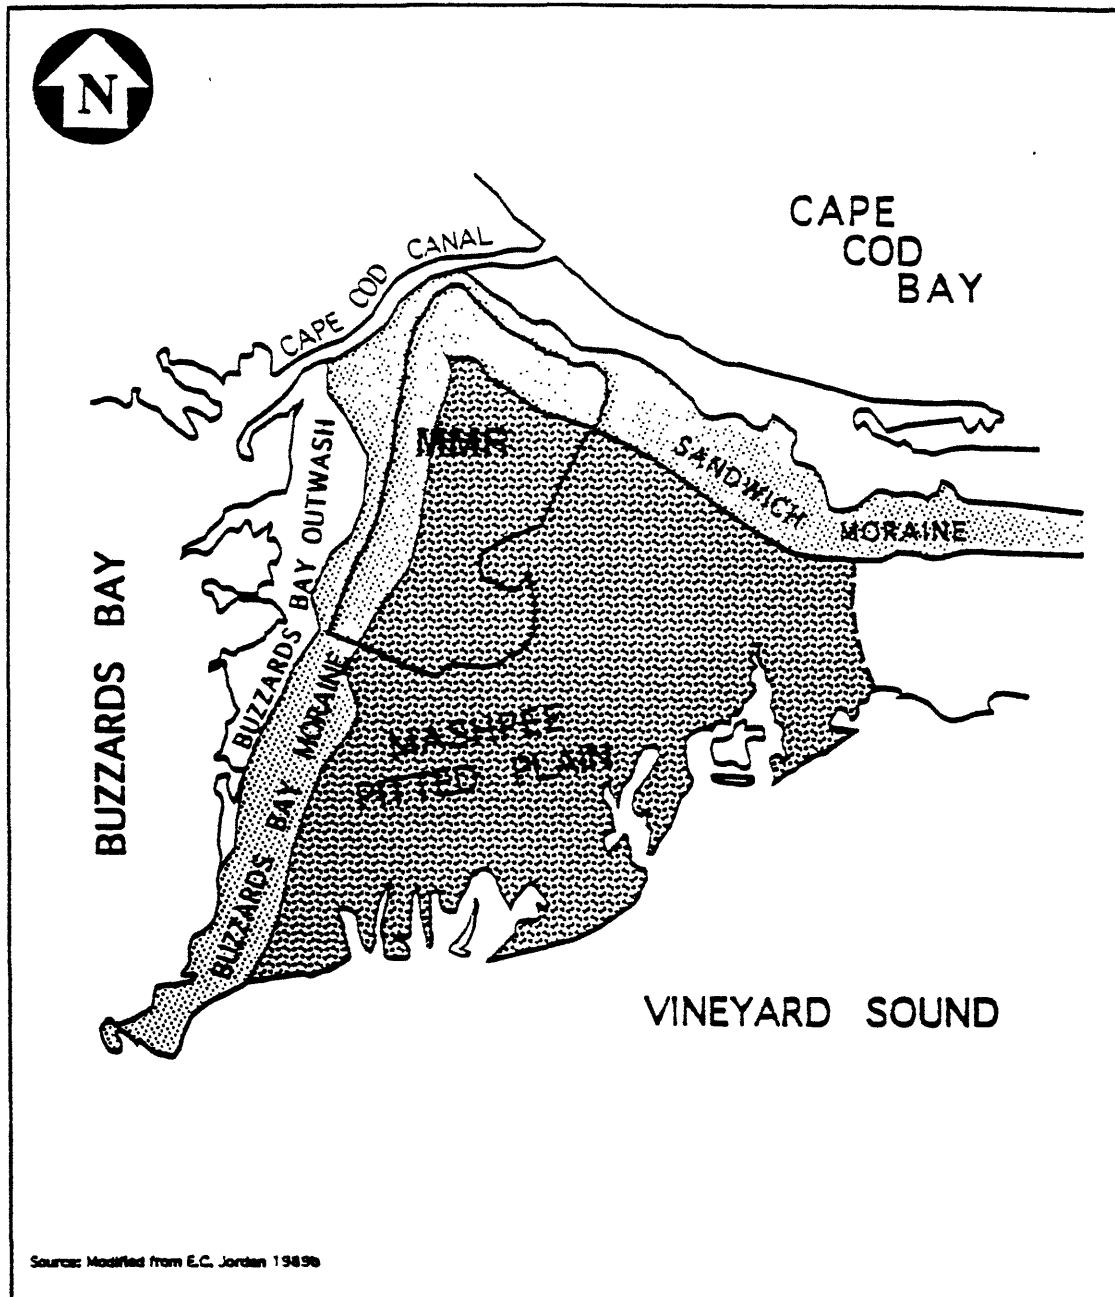 N
CAPE
COD
BAY
CAPE COD CANAL
MMR
SANDWICH MORAINE
BUZZARDS BAY OUTWASH
BUZZARDS BAY
BUZZARDS BAY MORAINE
MASHPEE
PITTED PLAIN
VINEYARD SOUND
Source: Modified from E.C. Jordan 1989b